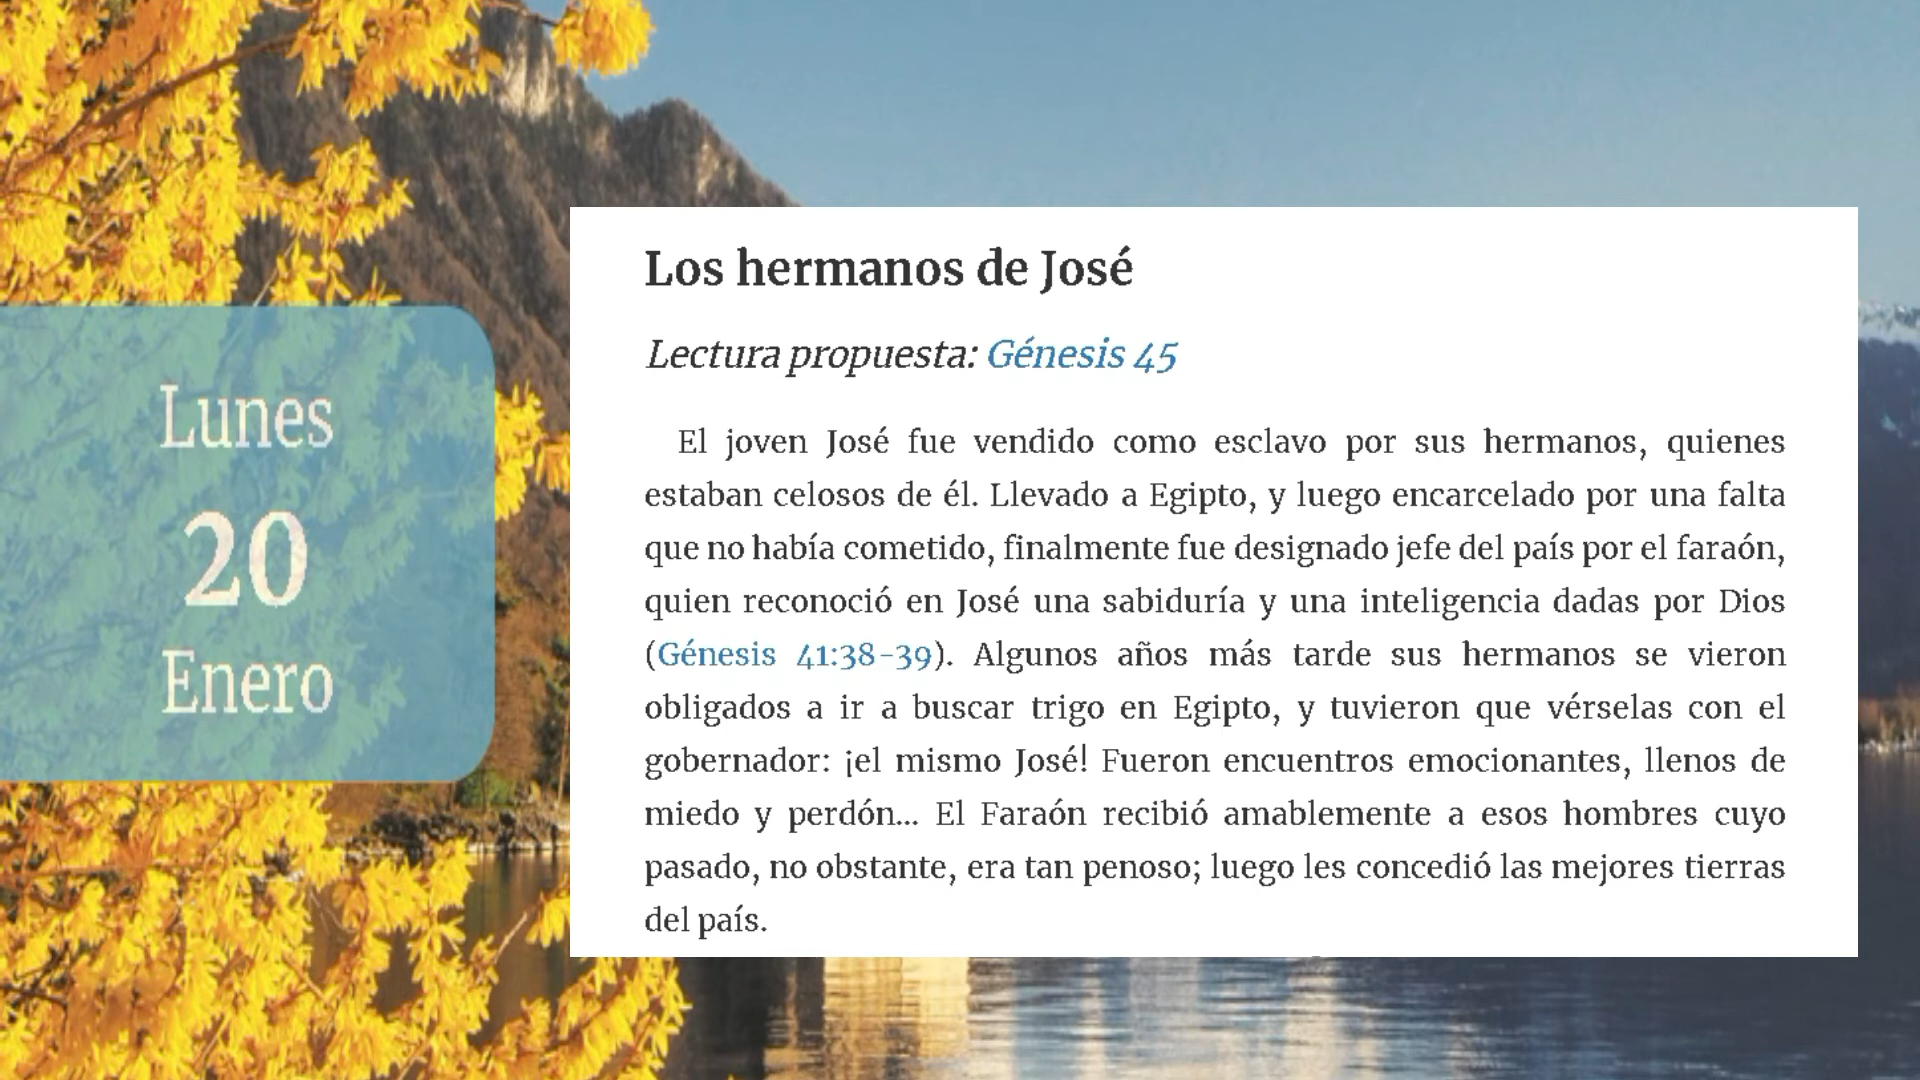 Lunes
20
Enero
Los hermanos de José
Lectura propuesta: Génesis 45
El joven José fue vendido como esclavo por sus hermanos, quienes
estaban celosos de él. Llevado a Egipto, y luego encarcelado por una falta
que no había cometido, finalmente fue designado jefe del país por el faraón,
quien reconoció en José una sabiduría y una inteligencia dadas por Dios
(Génesis 41:38-39). Algunos años más tarde sus hermanos se vieron
obligados a ir a buscar trigo en Egipto, y tuvieron que vérselas con el
gobernador: ¡el mismo José! Fueron encuentros emocionantes, llenos de
miedo y perdón... El Faraón recibió amablemente a esos hombres cuyo
pasado, no obstante, era tan penoso; luego les concedió las mejores tierras
del país.